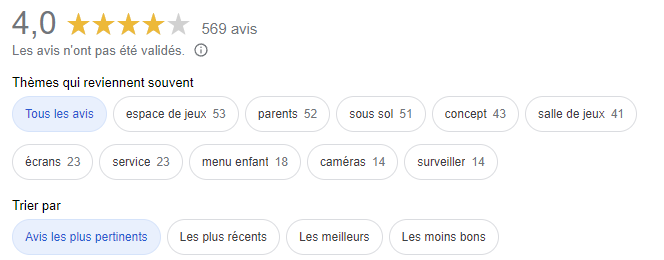 4,0 569 avis
Les avis n'ont pas été validés.
Thèmes qui reviennent souvent
Tous les avis espace de jeux 53 parents 52 sous sol 51 concept 43 salle de jeux 41
écrans 23 service 23 menu enfant 18 caméras 14 surveiller 14
Trier par
Avis les plus pertinents Les plus récents Les meilleurs Les moins bons